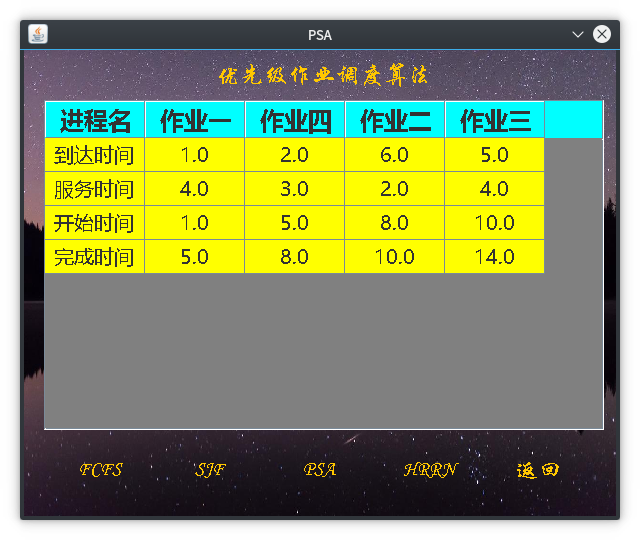 PSA
优先级作业调度算法
进程名 作业一 作业四 作业二 作业三
到达时间 1.0 2.0 6.0 5.0
服务时间 4.0 3.0 2.0 4.0
开始时间 1.0 5.0 8.0 10.0
完成时间 5.0 8.0 10.0 14.0
FCFS SJF PSA HRRN 返回